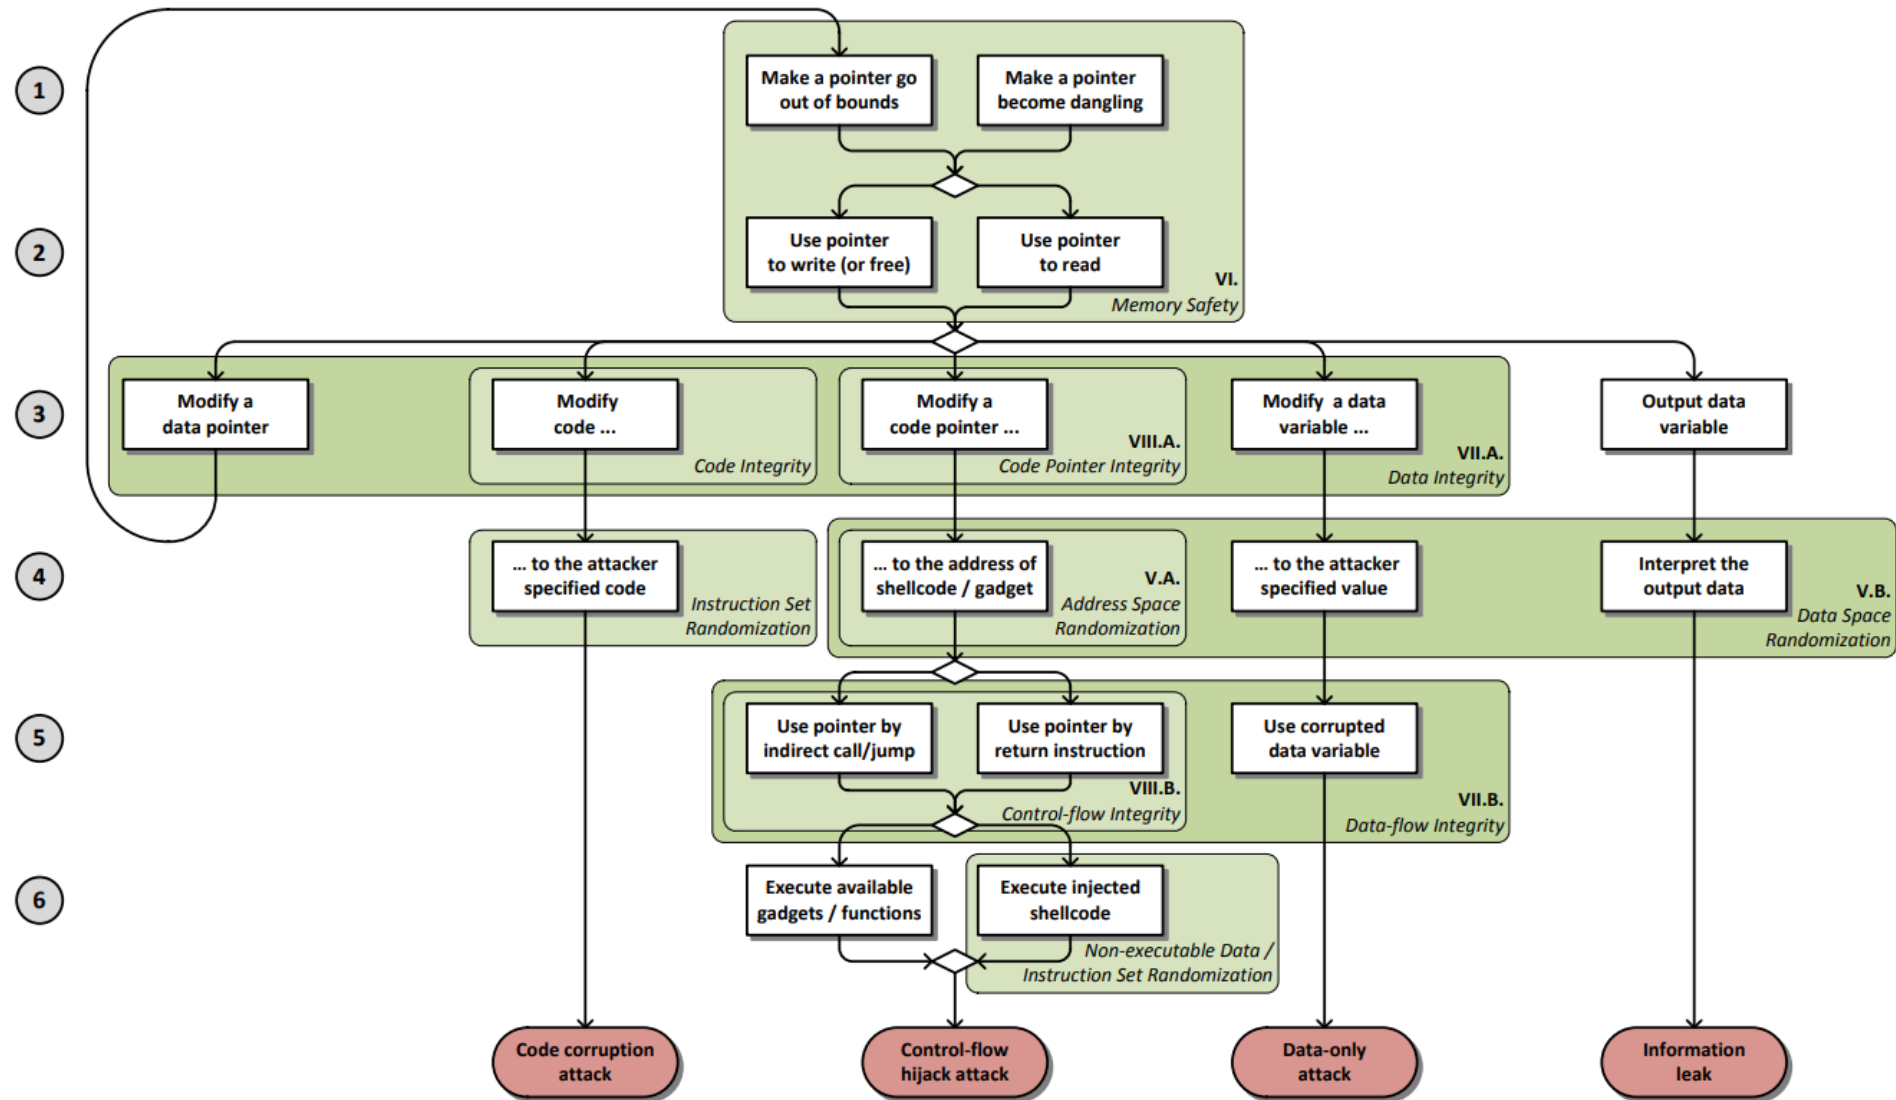 1
Make a pointer go
out of bounds
Make a pointer
become dangling
2
Use pointer
to write (or free)
Use pointer
to read
VI.
Memory Safety
3
Modify a
data pointer
Modify
code ...
Code Integrity
Modify a
code pointer ...
VIII.A.
Code Pointer Integrity
Modify a data
variable ...
VII.A.
Data Integrity
Output data
variable
4
... to the attacker
specified code
Instruction Set
Randomization
... to the address of
shellcode / gadget
V.A.
Address Space
Randomization
... to the attacker
specified value
Interpret the
output data
V.B.
Data Space
Randomization
5
Use pointer by
indirect call/jump
Use pointer by
return instruction
VIII.B.
Control-flow Integrity
Use corrupted
data variable
VII.B.
Data-flow Integrity
6
Execute available
gadgets / functions
Execute injected
shellcode
Non-executable Data /
Instruction Set Randomization
Code corruption
attack
Control-flow
hijack attack
Data-only
attack
Information
leak